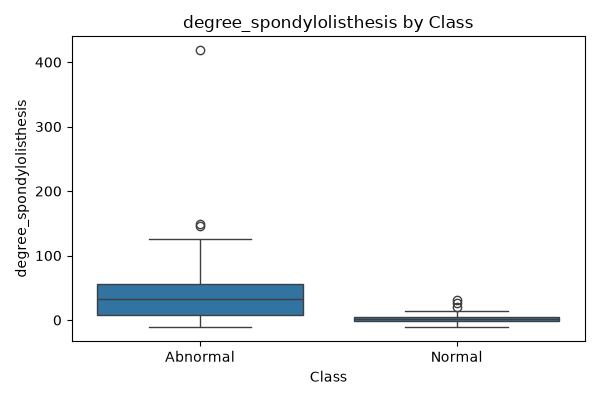 degree_spondylolisthesis by Class
degree_spondylolisthesis
400
300
200
100
0
Abnormal
Normal
Class